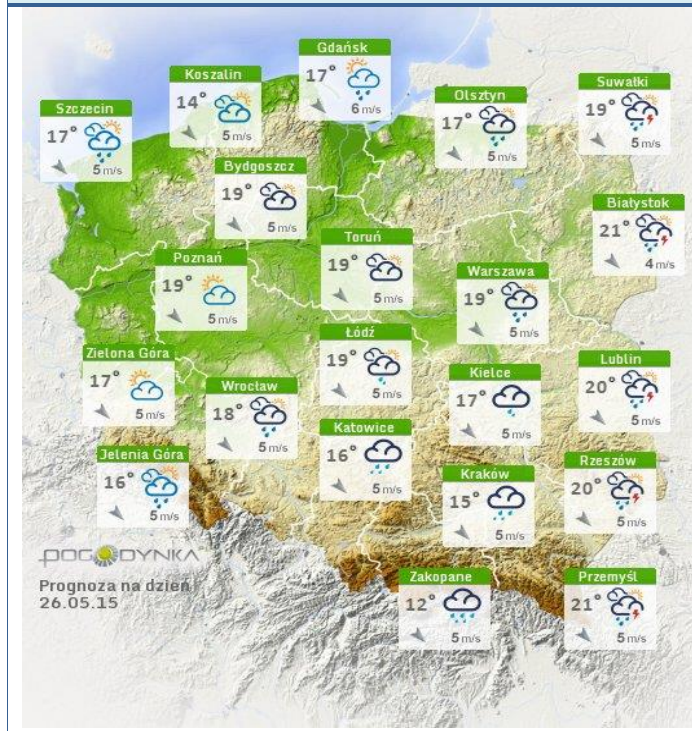 Gdańsk
17°
6 m/s
Koszalin
14°
5 m/s
Suwałki
19°
5 m/s
Olsztyn
17°
5 m/s
Szczecin
17°
5 m/s
Bydgoszcz
19°
5 m/s
Białystok
21°
4 m/s
Toruń
19°
5 m/s
Poznań
19°
5 m/s
Warszawa
19°
5 m/s
Łódź
19°
5 m/s
Zielona Góra
17°
5 m/s
Lublin
20°
5 m/s
Kielce
17°
5 m/s
Wrocław
18°
5 m/s
Katowice
16°
5 m/s
Jelenia Góra
16°
5 m/s
Rzeszów
20°
5 m/s
Kraków
15°
5 m/s
POGODYNKA
Prognoza na dzień
26.05.15
Zakopane
12°
5 m/s
Przemyśl
21°
5 m/s